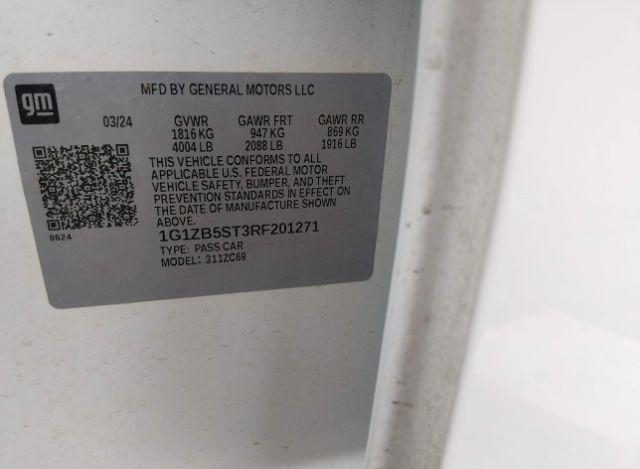 gm
MFD BY GENERAL MOTORS LLC
03/24 GVWR GAWR FRT GAWR RR
1816 KG 947 KG 869 KG
4004 LB 2088 LB 1916 LB
THIS VEHICLE CONFORMS TO ALL
APPLICABLE U.S. FEDERAL MOTOR
VEHICLE SAFETY, BUMPER, AND THEFT
PREVENTION STANDARDS IN EFFECT ON
THE DATE OF MANUFACTURE SHOWN
ABOVE.
8624
1G1ZB5ST3RF201271
TYPE: PASS CAR
MODEL: 311ZC69